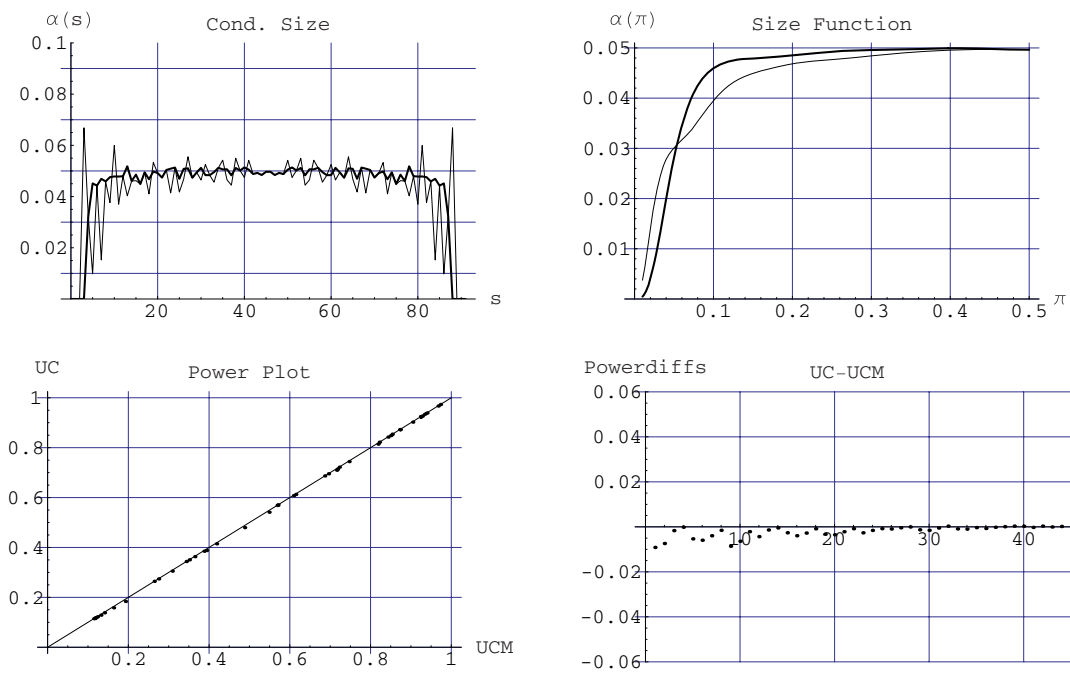 α(s)
Cond. Size
0.1
0.08
0.06
0.04
0.02
20 40 60 80 s
α(π)
Size Function
0.05
0.04
0.03
0.02
0.01
0.1 0.2 0.3 0.4 0.5 π
UC
Power Plot
1
0.8
0.6
0.4
0.2
0.2 0.4 0.6 0.8 1 UCM
Powerdiffs
UC-UCM
0.06
0.04
0.02
10 20 30 40
-0.02
-0.04
-0.06